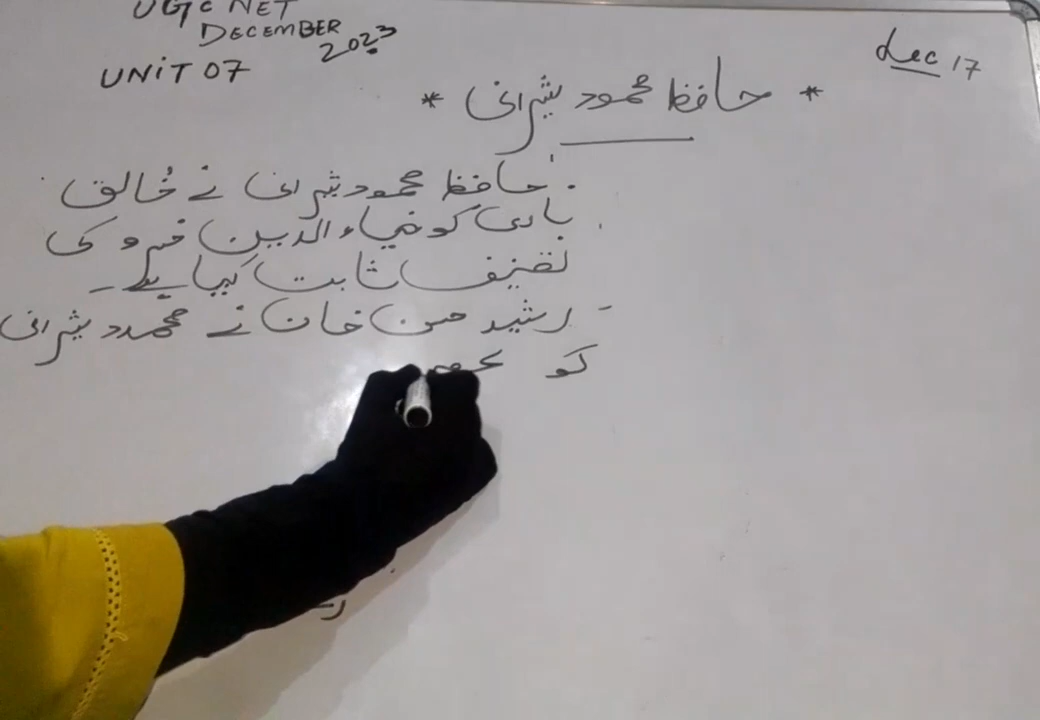 UGC NET
DECEMBER
2023
UNIT 07
Lec 17
* حافظ محمود شیرانی *
. حافظ محمود شیرانی نے خالق
باری کو ضیاء الدین خسرو کی
تصنیف ثابت کیا ہے ۔
- رشید حسن خان نے محمود شیرانی
کو